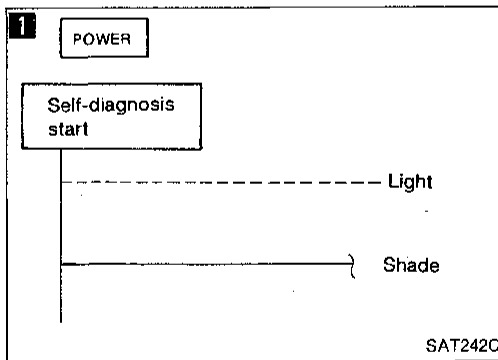 1
POWER
Self-diagnosis
start
Light
Shade
SAT242C